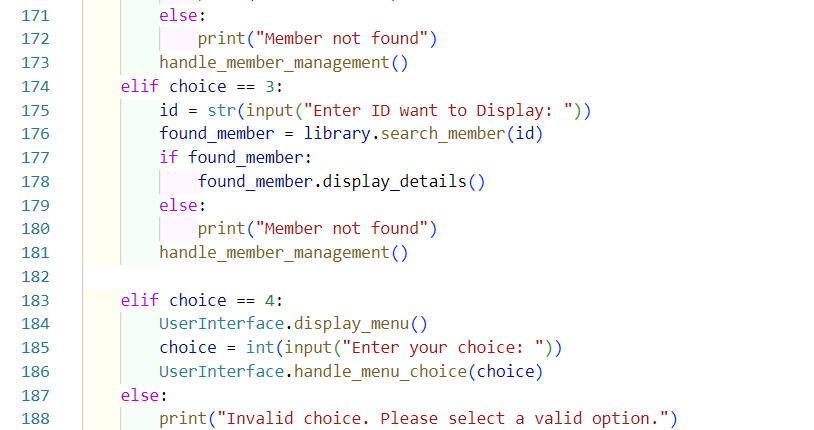 171 else:
172 print("Member not found")
173 handle_member_management()
174 elif choice == 3:
175 id = str(input("Enter ID want to Display: "))
176 found_member = library.search_member(id)
177 if found_member:
178 found_member.display_details()
179 else:
180 print("Member not found")
181 handle_member_management()
182
183 elif choice == 4:
184 UserInterface.display_menu()
185 choice = int(input("Enter your choice: "))
186 UserInterface.handle_menu_choice(choice)
187 else:
188 print("Invalid choice. Please select a valid option.")